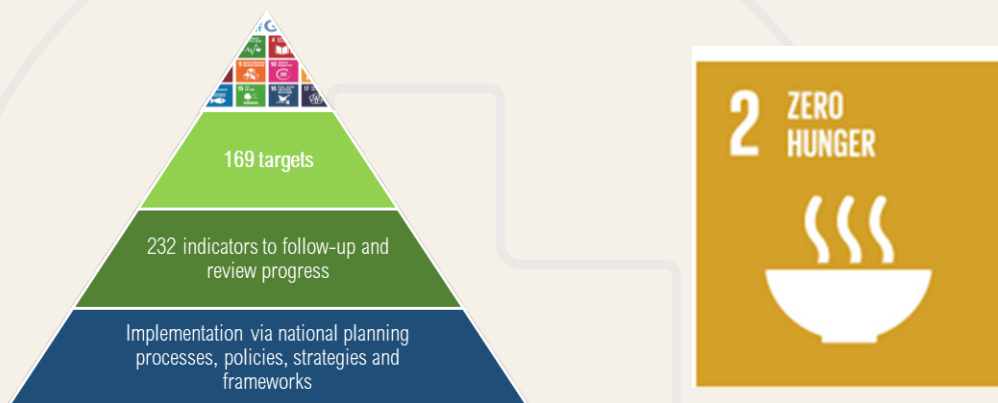 169 targets
232 indicators to follow-up and
review progress
Implementation via national planning
processes, policies, strategies and
frameworks
2 ZERO
HUNGER